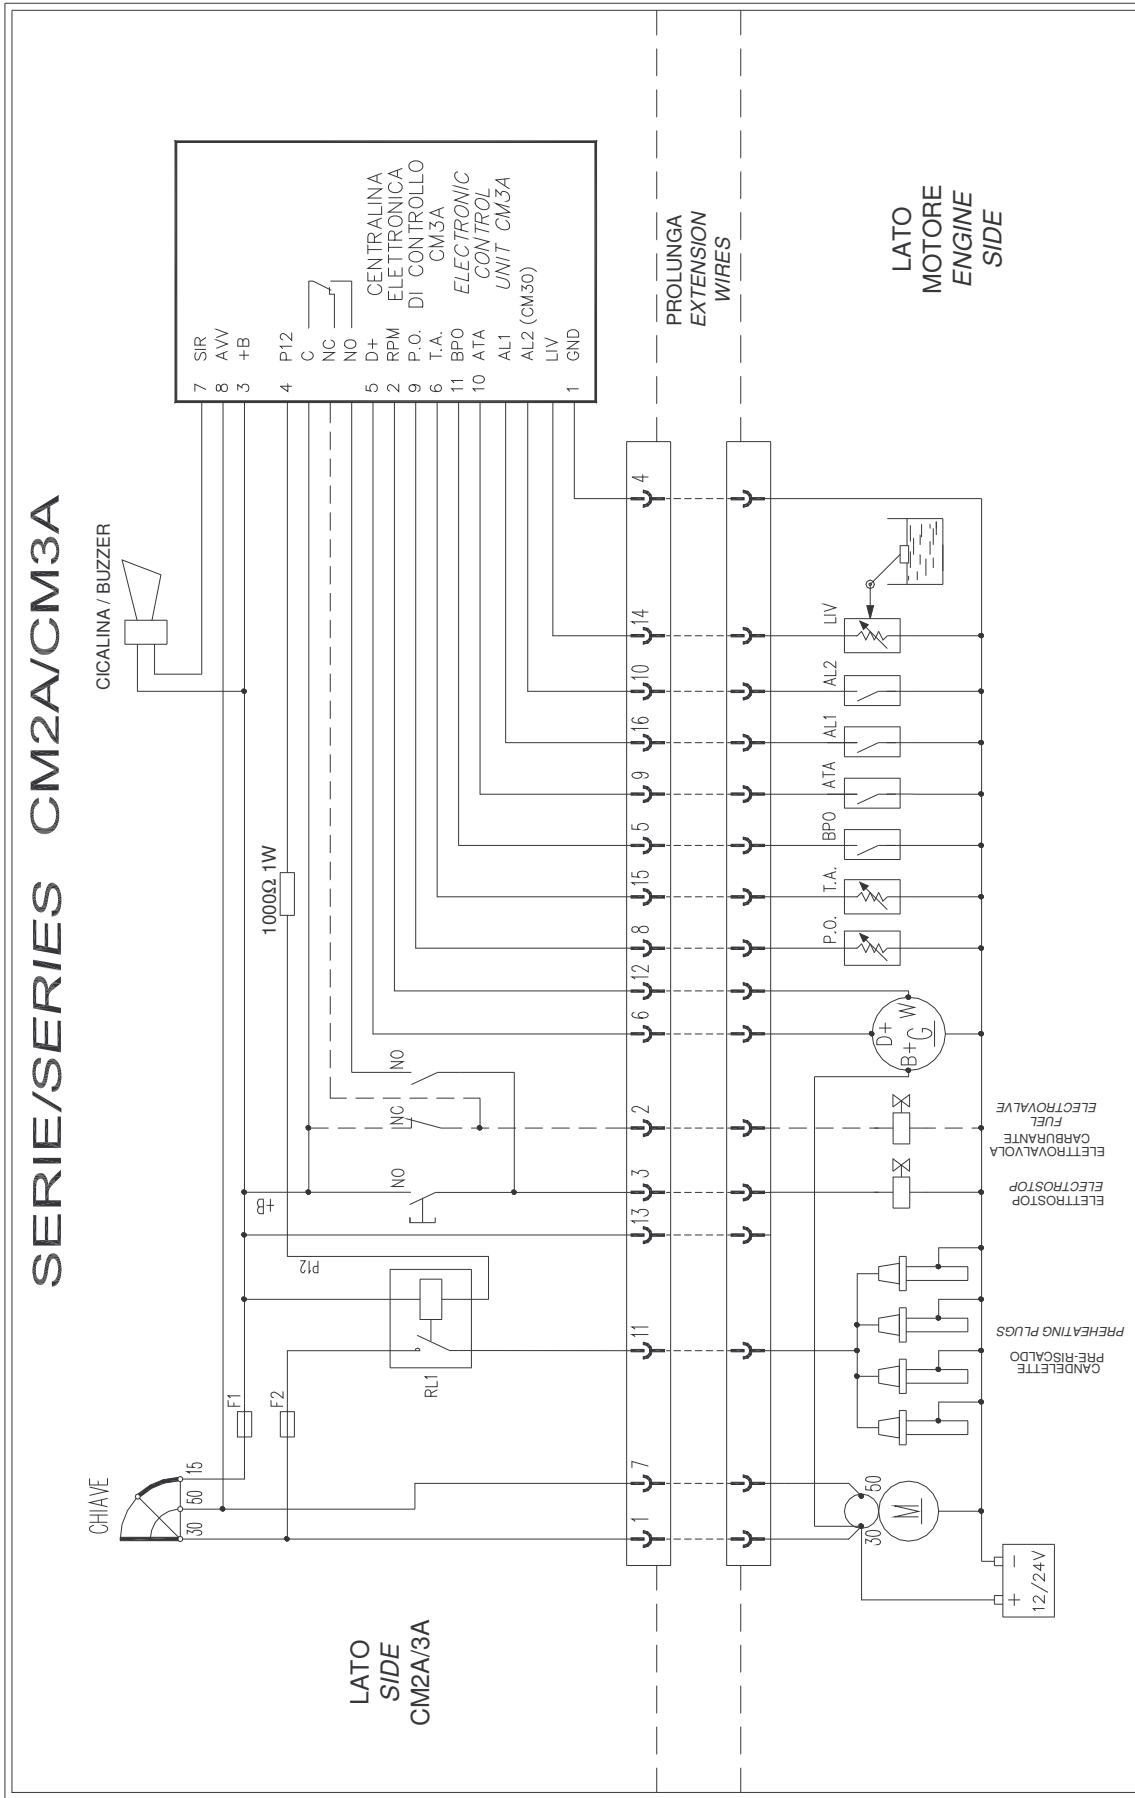 SERIE/SERIES CM2A/CM3A
CHIAVE
30
50
15
F1
F2
RL1
P12
+B
NO
NC
NO
1000Ω 1W
CICALINA / BUZZER
7 SIR
8 AVV
3 +B
4 P12
C
NC
NO
5 D+
2 RPM
9 P.O.
6 T.A.
11 BPO
10 ATA
AL1
AL2 (CM30)
LIV
1 GND
CENTRALINA
ELETTRONICA
DI CONTROLLO
CM3A
ELECTRONIC
CONTROL
UNIT CM3A
LATO
SIDE
CM2A/3A
1
7
11
13
3
2
6
12
8
15
5
9
16
10
14
4
PROLUNGA
EXTENSION
WIRES
LATO
MOTORE
ENGINE
SIDE
30
50
M
+
-
12/24V
CANDELETTE
PRE-RISCALDO
PREHEATING PLUGS
ELETTROSTOP
ELECTROSTOP
ELETTROVALVOLA
CARBURANTE
FUEL
ELECTROVALVE
B+
D+
G
W
P.O.
T.A.
BPO
ATA
AL1
AL2
LIV